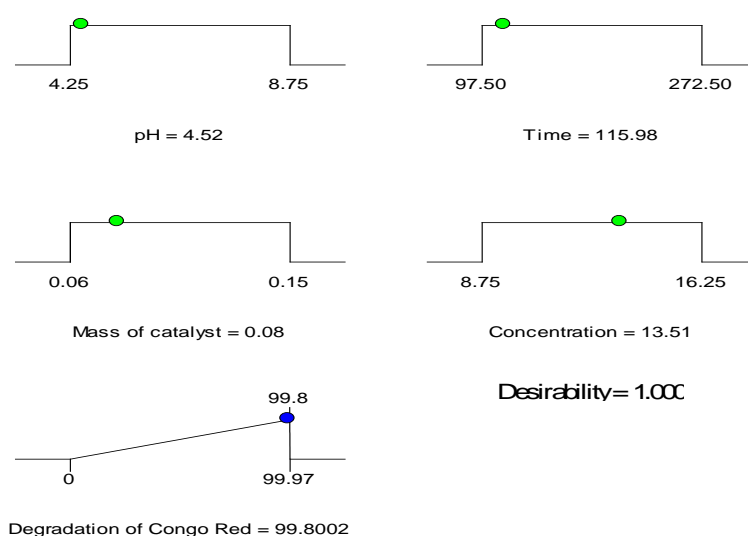 4.25 8.75
pH = 4.52
97.50 272.50
Time = 115.98
0.06 0.15
Mass of catalyst = 0.08
8.75 16.25
Concentration = 13.51
99.8
0 99.97
Degradation of Congo Red = 99.8002
Desirability = 1.000